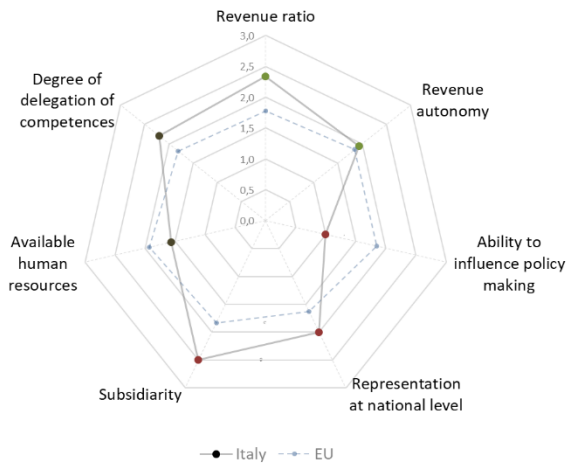 Revenue ratio
3,0
2,5
2,0
1,5
1,0
0,5
0,0
Revenue
autonomy
Ability to
influence policy
making
Representation
at national level
Subsidiarity
Available
human
resources
Degree of
delegation of
competences
Italy
EU